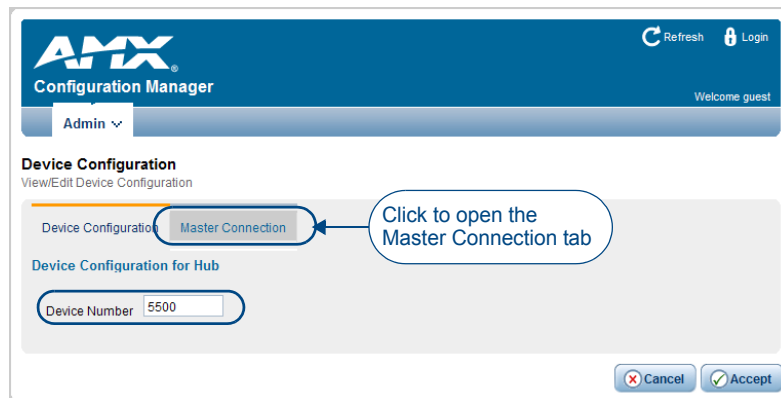 Refresh
Login
AMX
Configuration Manager
Welcome guest
Admin
Device Configuration
View/Edit Device Configuration
Device Configuration Master Connection
Click to open the
Master Connection tab
Device Configuration for Hub
Device Number 5500
Cancel Accept